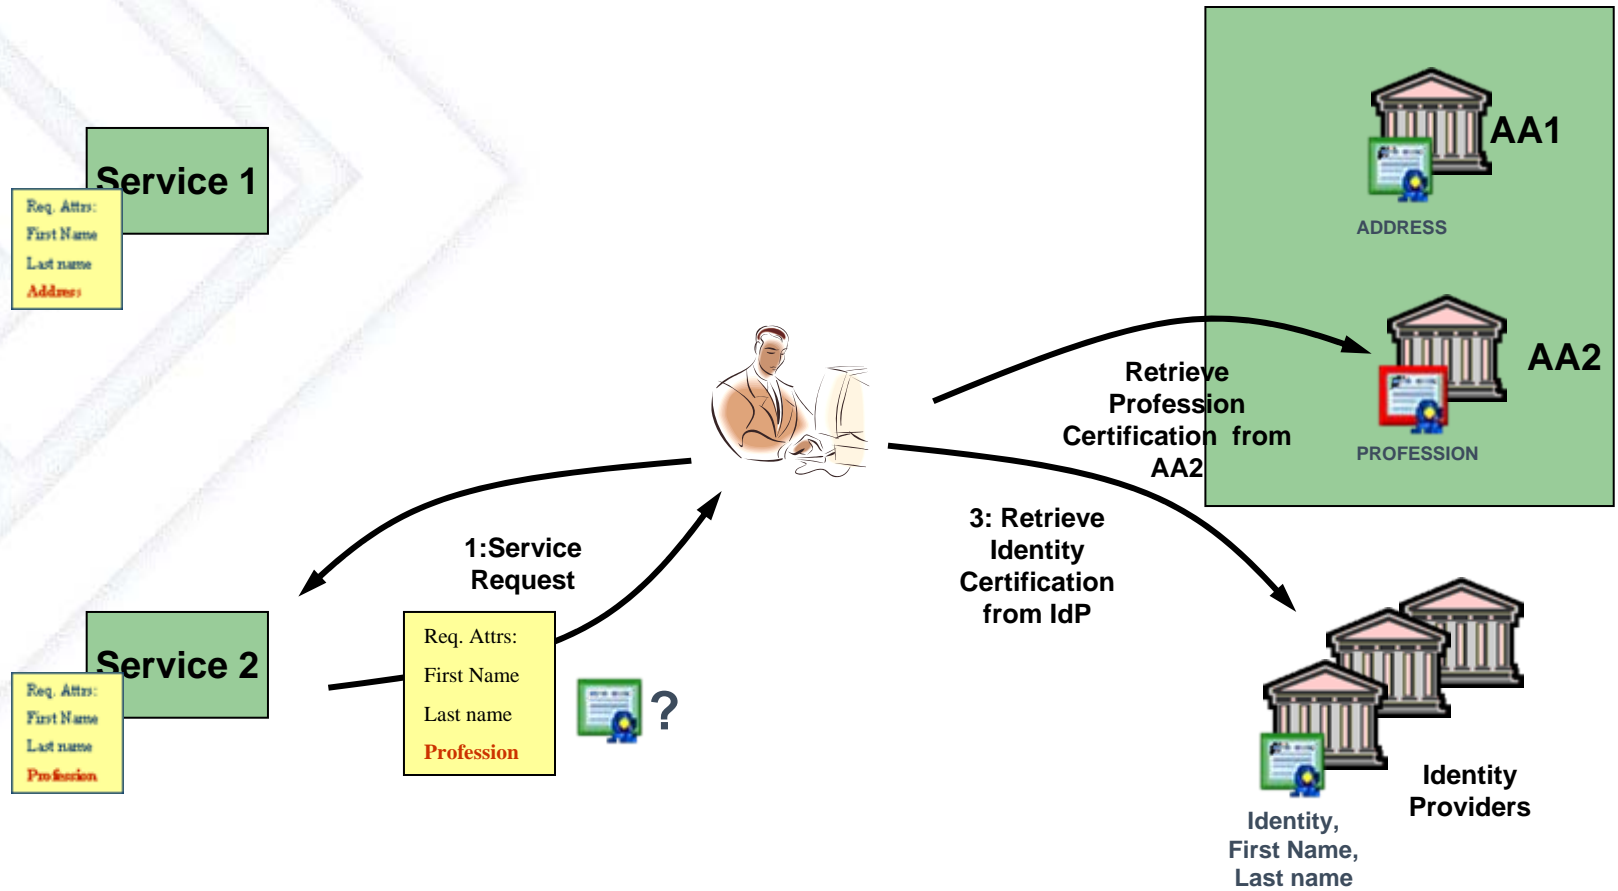 Service 1
Req. Attrs:
First Name
Last name
Address
AA1
ADDRESS
AA2
PROFESSION
Retrieve
Profession
Certification from
AA2
3: Retrieve
Identity
Certification
from IdP
1:Service
Request
Service 2
Req. Attrs:
First Name
Last name
Profession
Req. Attrs:
First Name
Last name
Profession
?
Identity
Providers
Identity,
First Name,
Last name